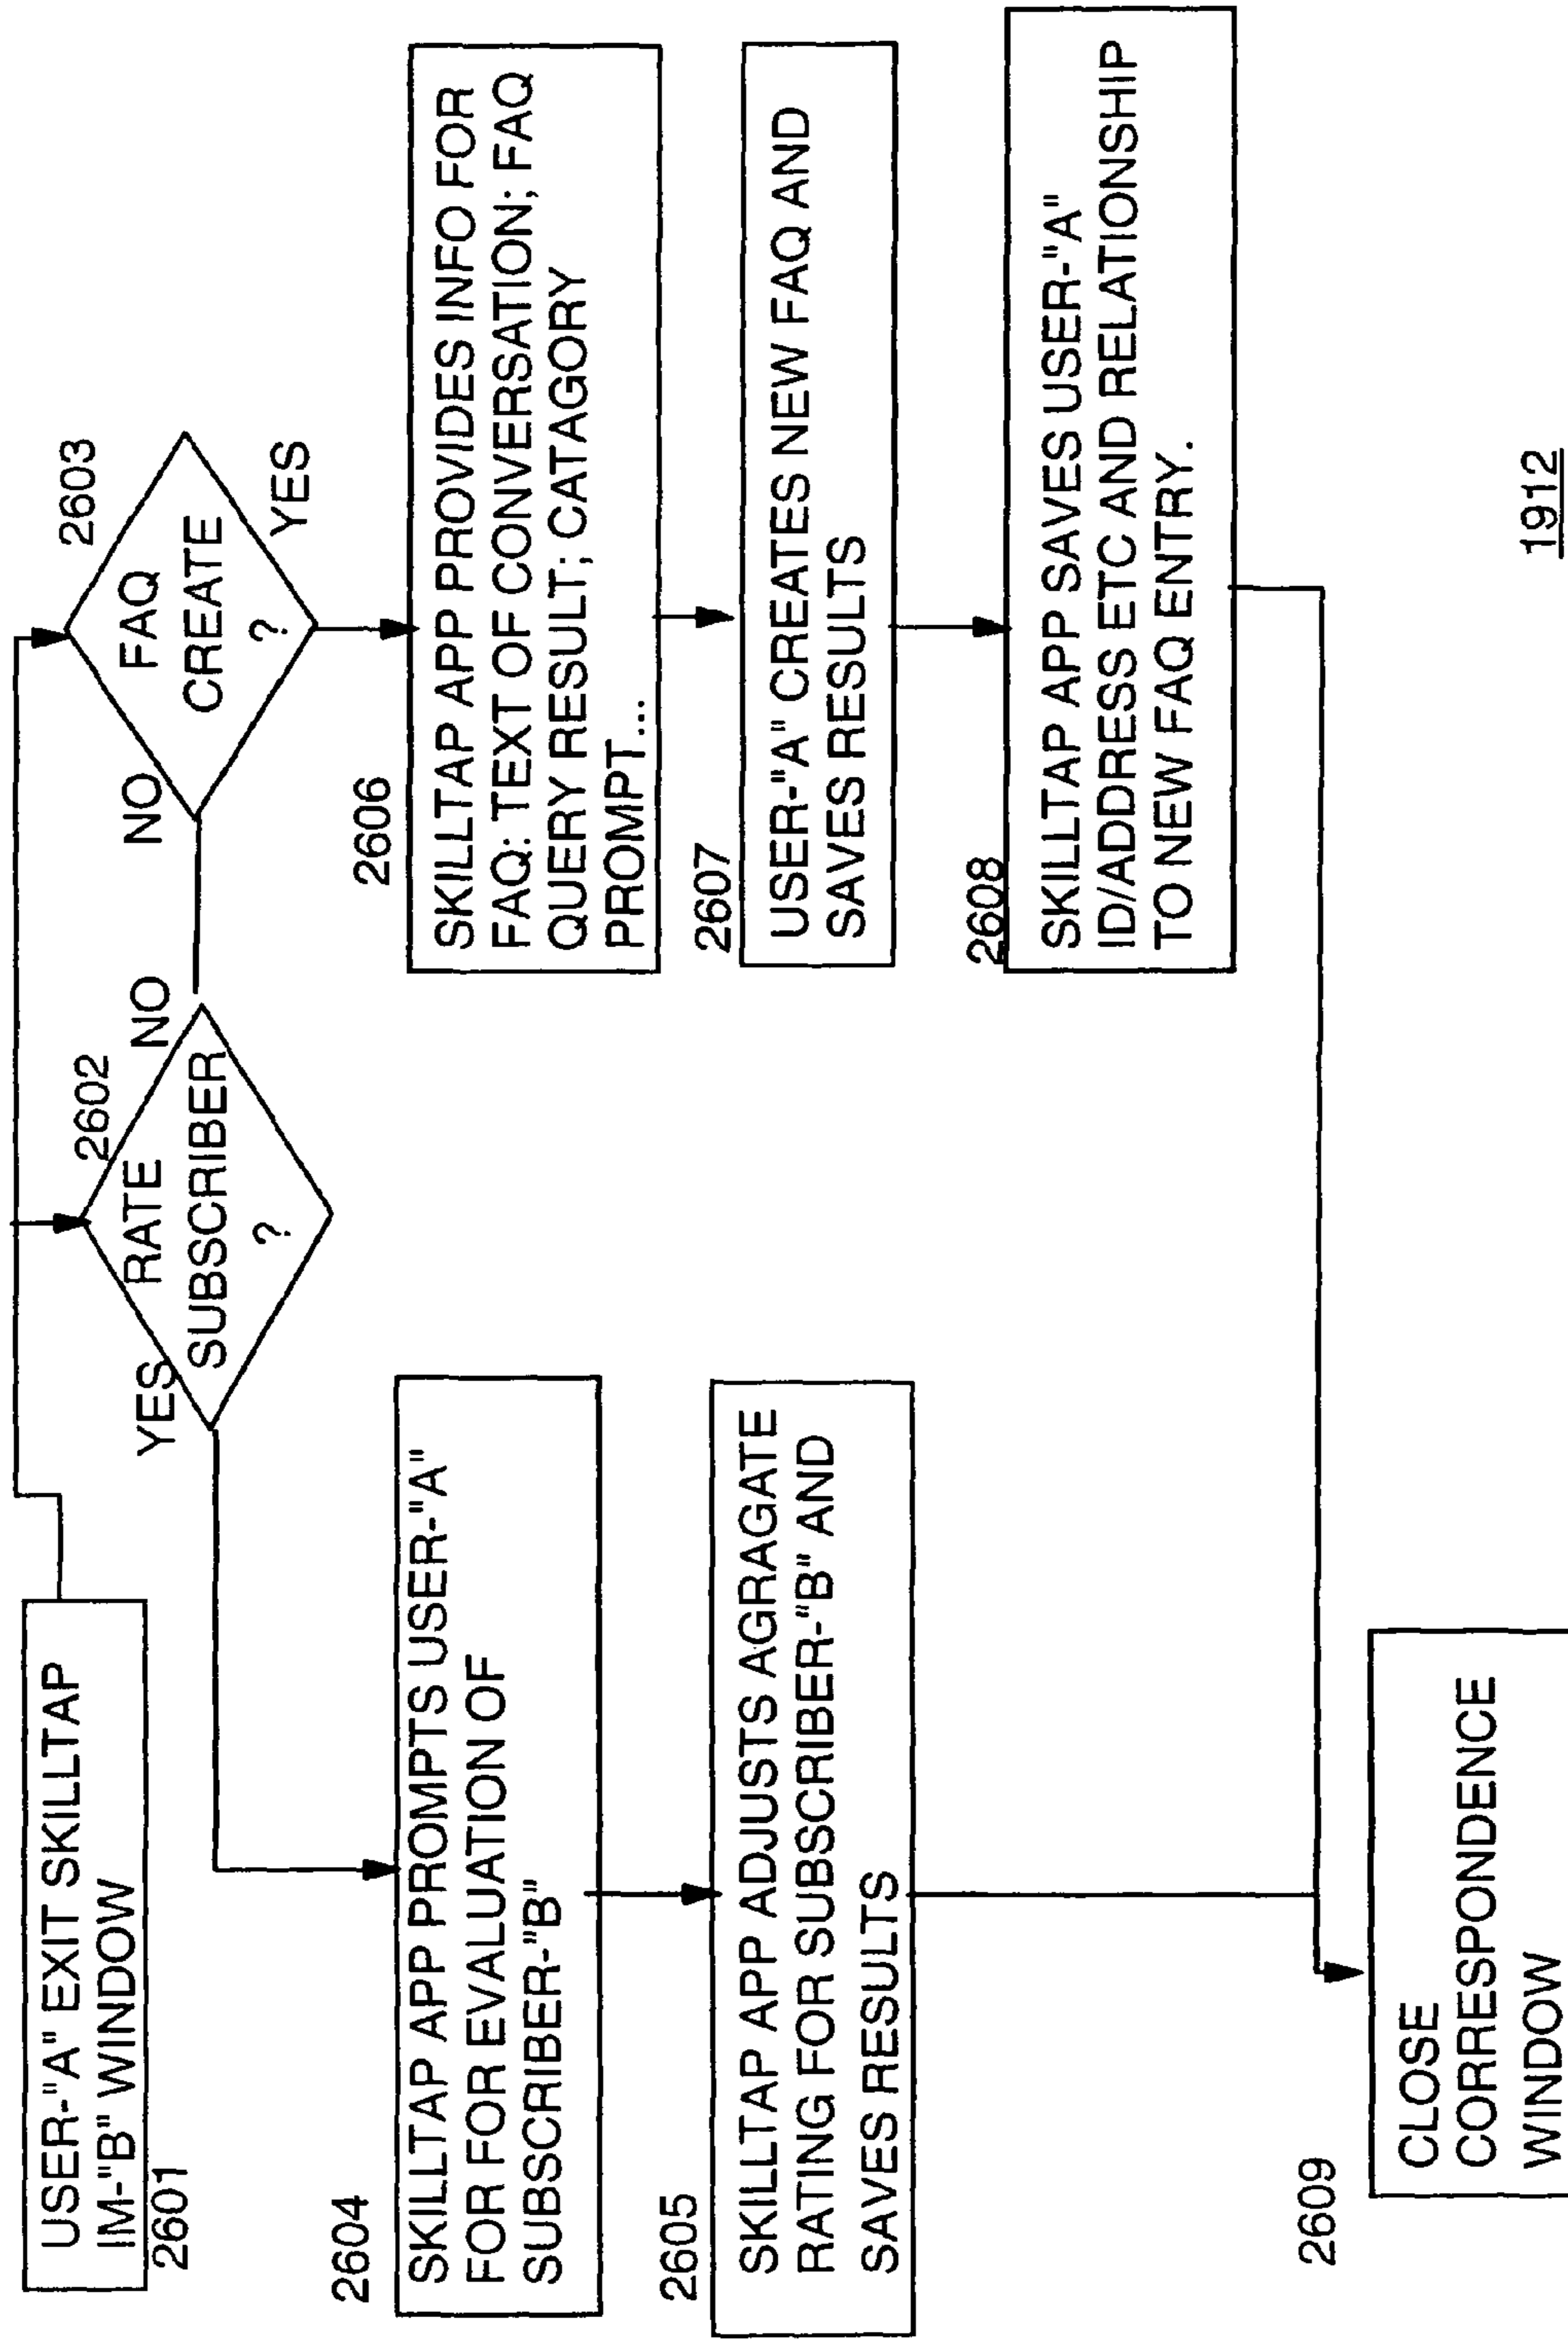 USER-"A" EXIT SKILLTAP
IM-"B" WINDOW
2601
2602
RATE
SUBSCRIBER
?
YES
NO
2603
FAQ
CREATE
?
NO
YES
2604
SKILLTAP APP PROMPTS USER-"A"
FOR FOR EVALUATION OF
SUBSCRIBER-"B"
2605
SKILLTAP APP ADJUSTS AGRAGATE
RATING FOR SUBSCRIBER-"B" AND
SAVES RESULTS
2606
SKILLTAP APP PROVIDES INFO FOR
FAQ: TEXT OF CONVERSATION; FAQ
QUERY RESULT; CATAGORY
PROMPT...
2607
USER-"A" CREATES NEW FAQ AND
SAVES RESULTS
2608
SKILLTAP APP SAVES USER-"A"
ID/ADDRESS ETC AND RELATIONSHIP
TO NEW FAQ ENTRY.
2609
CLOSE
CORRESPONDENCE
WINDOW
1912